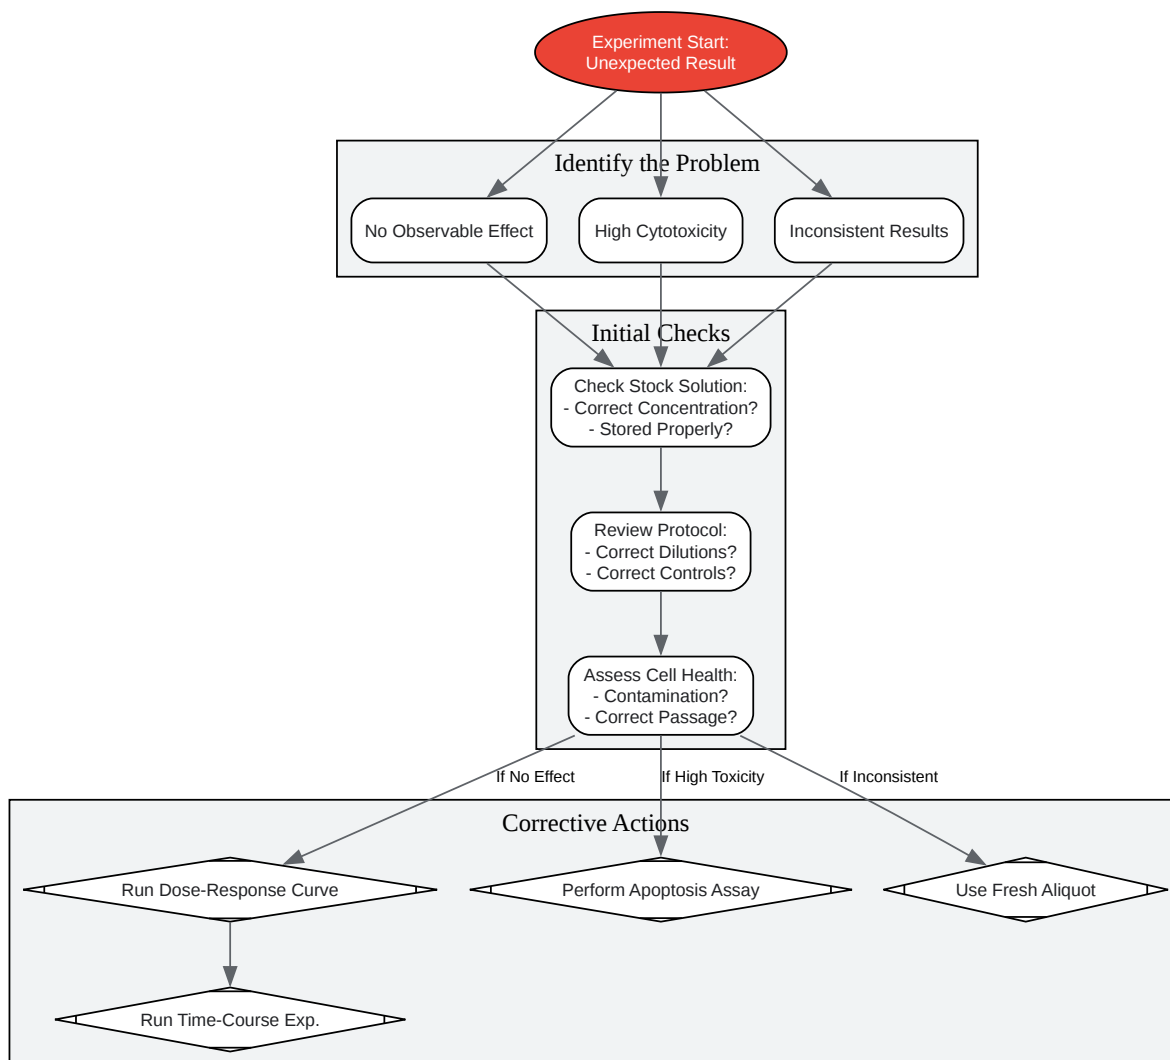 Experiment Start:
Unexpected Result
Identify the Problem
No Observable Effect
High Cytotoxicity
Inconsistent Results
Initial Checks
Check Stock Solution:
- Correct Concentration?
- Stored Properly?
Review Protocol:
- Correct Dilutions?
- Correct Controls?
Assess Cell Health:
- Contamination?
- Correct Passage?
If No Effect
If High Toxicity
If Inconsistent
Corrective Actions
Run Dose-Response Curve
Perform Apoptosis Assay
Use Fresh Aliquot
Run Time-Course Exp.